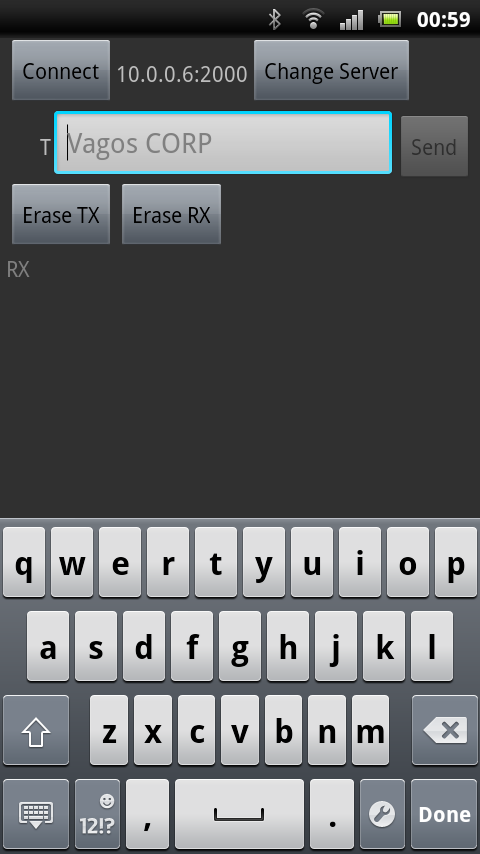 00:59
Connect 10.0.0.6:2000 Change Server
T Vagos CORP Send
Erase TX Erase RX
RX
q w e r t y u i o p
a s d f g h j k l
z x c v b n m
12!? , . Done